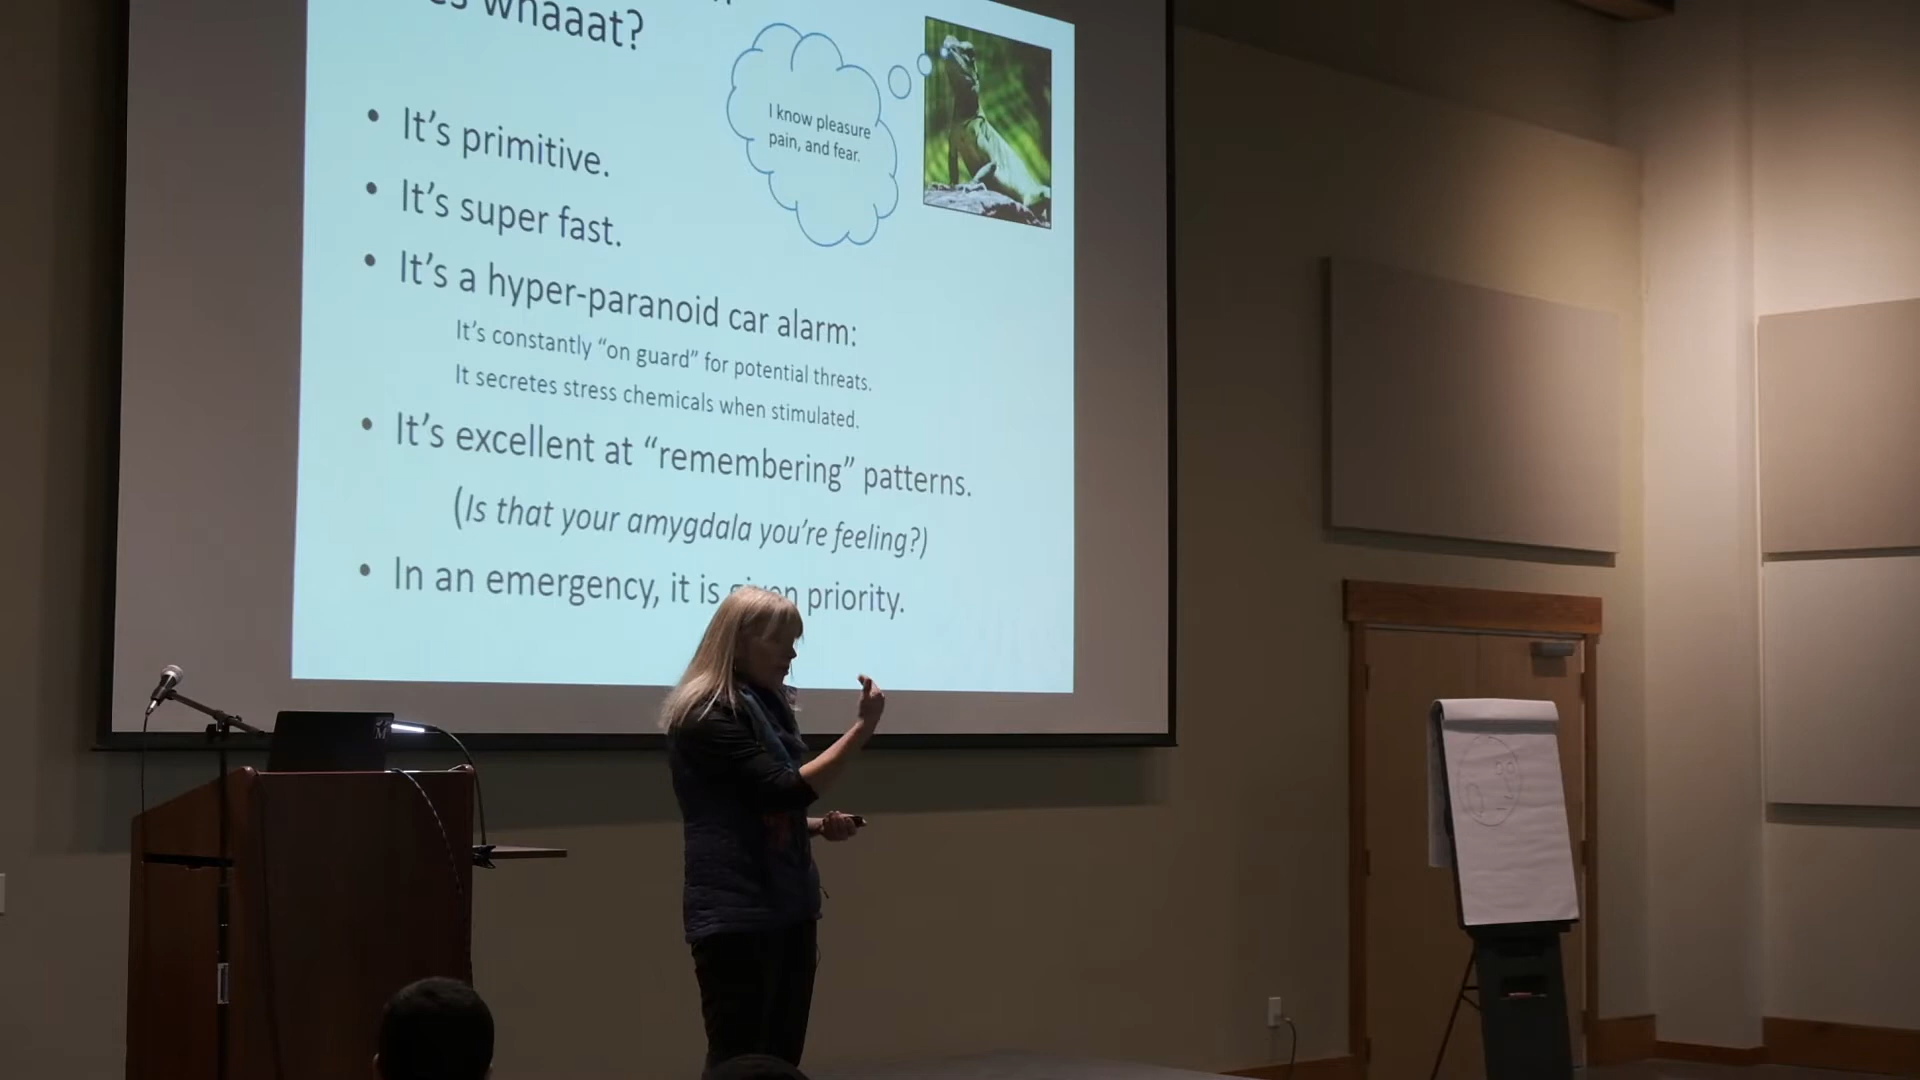 whaaat?
I know pleasure
pain, and fear.
• It's primitive.
• It's super fast.
• It's a hyper-paranoid car alarm:
It's constantly “on guard” for potential threats.
It secretes stress chemicals when stimulated.
• It's excellent at “remembering” patterns.
(Is that your amygdala you're feeling?)
• In an emergency, it is given priority.